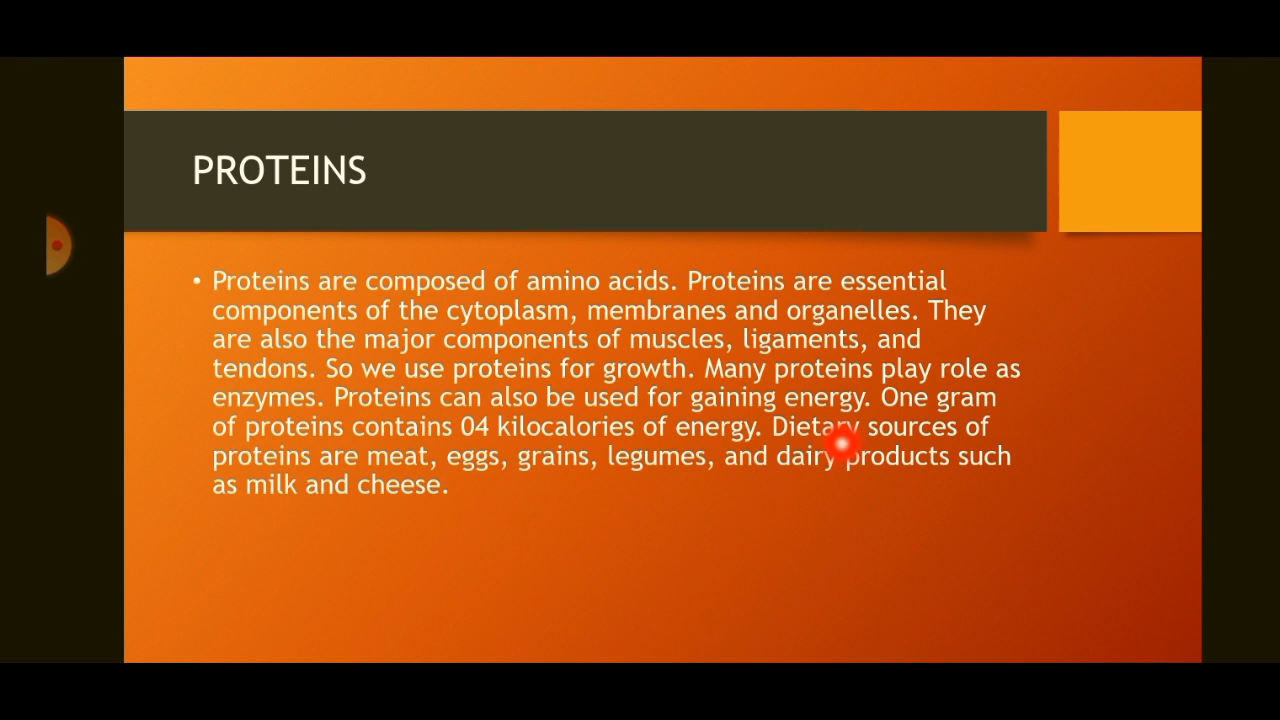 PROTEINS
• Proteins are composed of amino acids. Proteins are essential
components of the cytoplasm, membranes and organelles. They
are also the major components of muscles, ligaments, and
tendons. So we use proteins for growth. Many proteins play role as
enzymes. Proteins can also be used for gaining energy. One gram
of proteins contains 04 kilocalories of energy. Dietary sources of
proteins are meat, eggs, grains, legumes, and dairy products such
as milk and cheese.